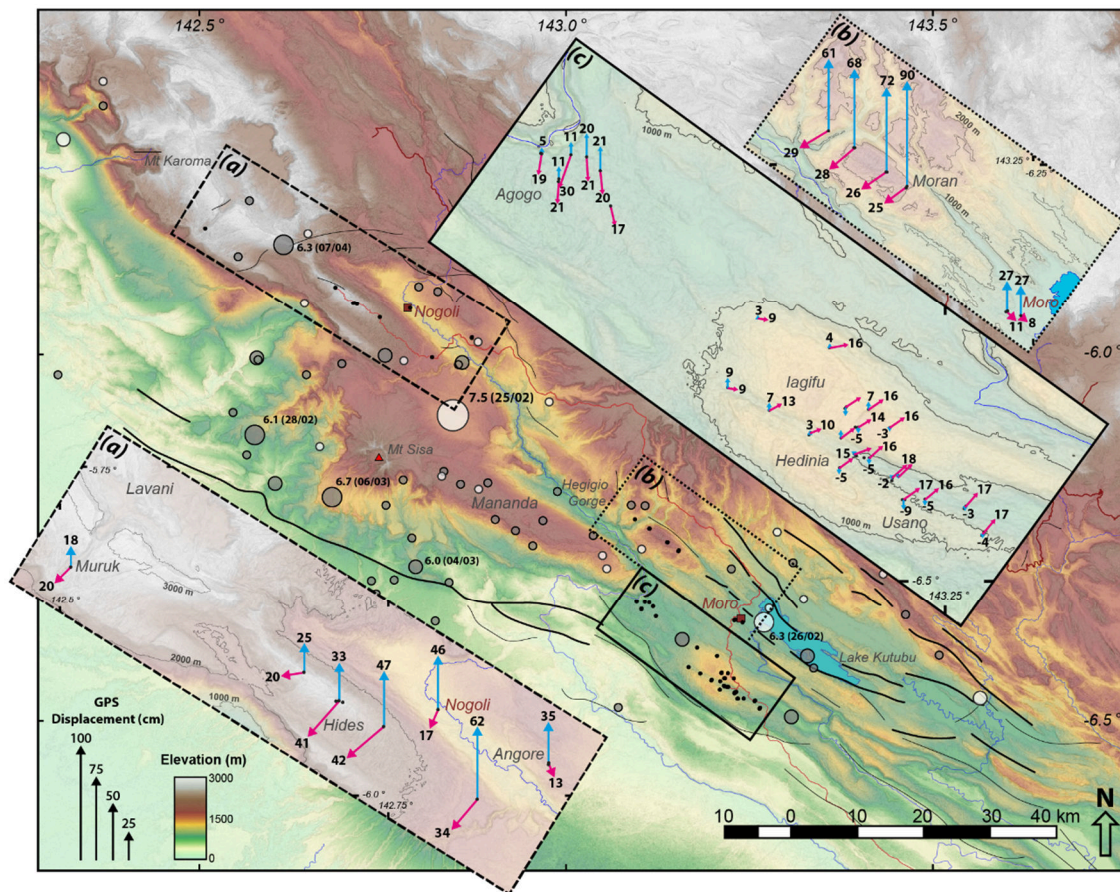 142.5 °
143.0 °
143.5 °
(a)
Mt Karoma
6.3 (07/04)
Nogoli
7.5 (25/02)
6.1 (28/02)
Mt Sisa
6.7 (06/03)
Mananda
Hegigio
Gorge
6.0 (04/03)
(b)
(c)
Moro
6.3 (26/02)
Lake Kutubu
-6.0 °
-6.5 °
(c)
1000 m
5
11
20
21
11
19
30
21
20
21
17
Agogo
3
9
4
16
9
9
Iagifu
7
13
7
16
3
10
14
-5
16
-3
15
16
-5
-5
18
-2
Hedinia
17
16
-9
-5
17
-3
17
-4
Usano
1000 m
-6.5 °
143.25 °
(b)
61
68
72
90
2000 m
143.25 °
-6.25
29
28
26
25
Moran
1000 m
27
27
Moro
11
8
(a)
-5.75 °
Lavani
18
Muruk
20
142.5 °
3000 m
2000 m
1000 m
25
20
33
47
46
41
Hides
42
Nogoli
17
62
34
Angore
35
13
-6.0 °
142.75 °
GPS
Displacement (cm)
100
75
50
25
Elevation (m)
3000
1500
0
N
10 0 10 20 30 40 km